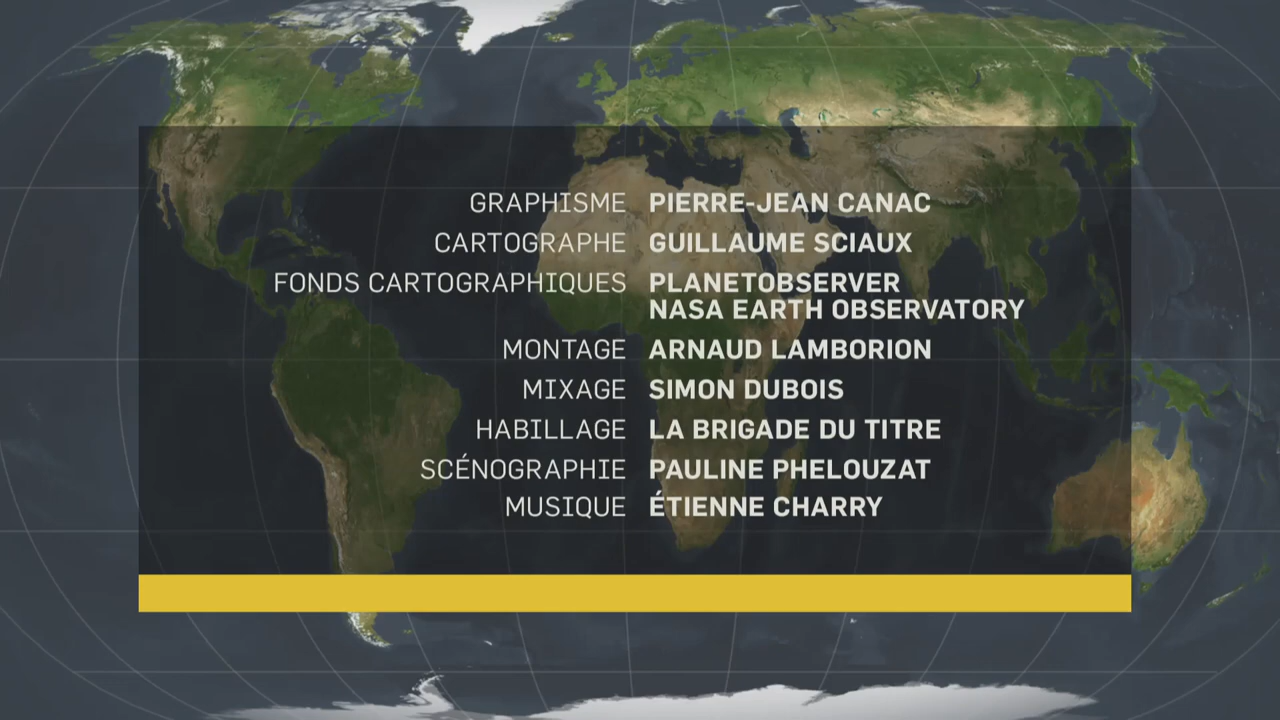 GRAPHISME PIERRE-JEAN CANAC
CARTOGRAPHE GUILLAUME SCIAUX
FONDS CARTOGRAPHIQUES PLANETOBSERVER
NASA EARTH OBSERVATORY
MONTAGE ARNAUD LAMBORION
MIXAGE SIMON DUBOIS
HABILLAGE LA BRIGADE DU TITRE
SCÉNOGRAPHIE PAULINE PHELOUZAT
MUSIQUE ÉTIENNE CHARRY